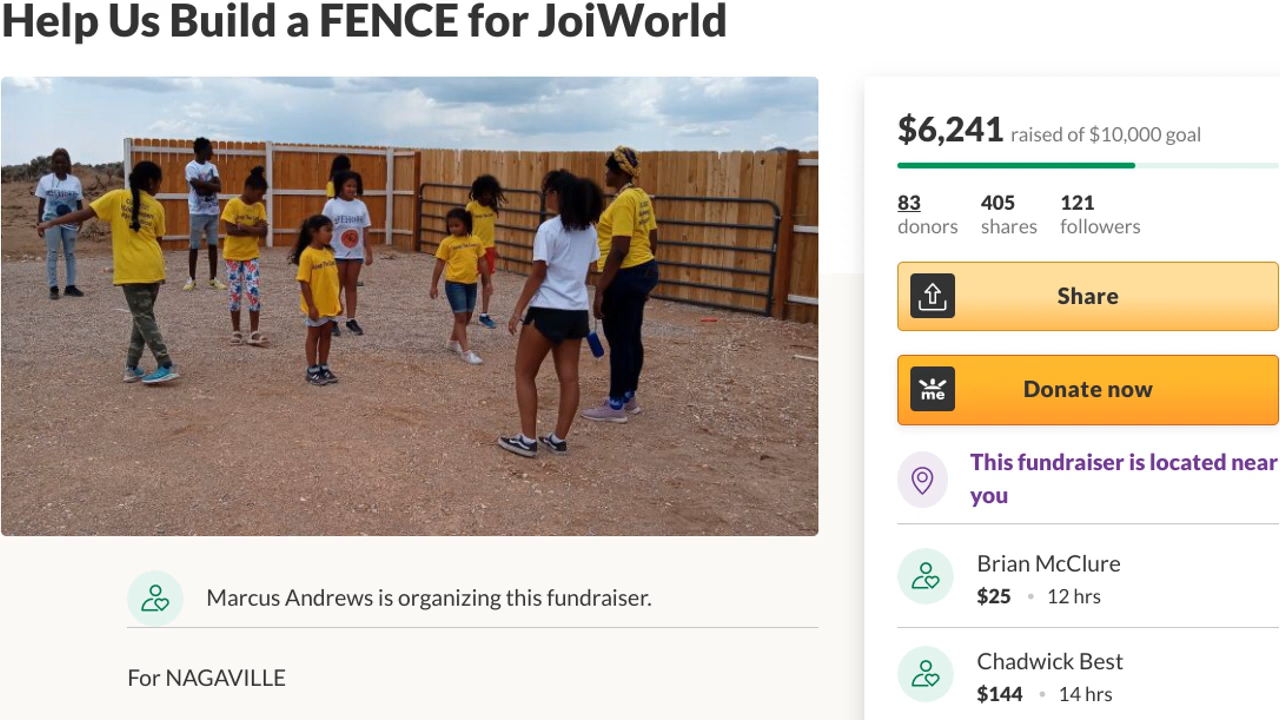 Help Us Build a FENCE for JoiWorld
$6,241 raised of $10,000 goal
83 405 121
donors shares followers
Share
me Donate now
This fundraiser is located near
you
Brian McClure
$25 • 12 hrs
Chadwick Best
$144 • 14 hrs
Marcus Andrews is organizing this fundraiser.
For NAGAVILLE